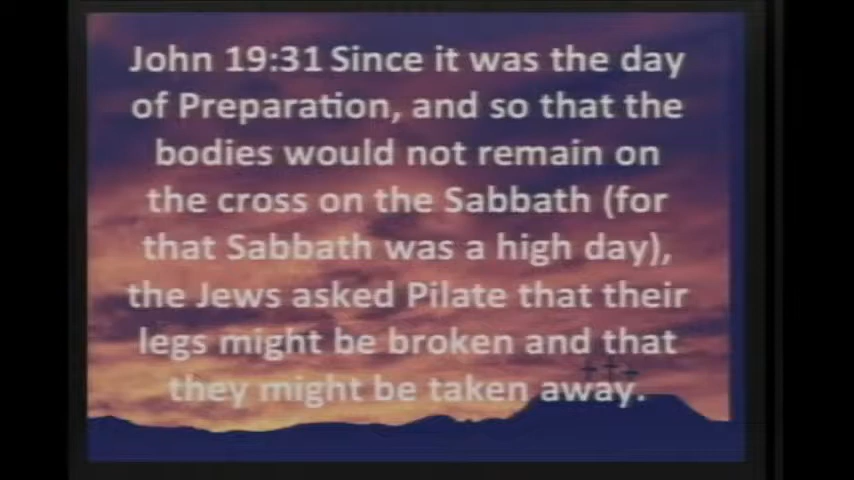 John 19:31 Since it was the day
of Preparation, and so that the
bodies would not remain on
the cross on the Sabbath (for
that Sabbath was a high day),
the Jews asked Pilate that their
legs might be broken and that
they might be taken away.